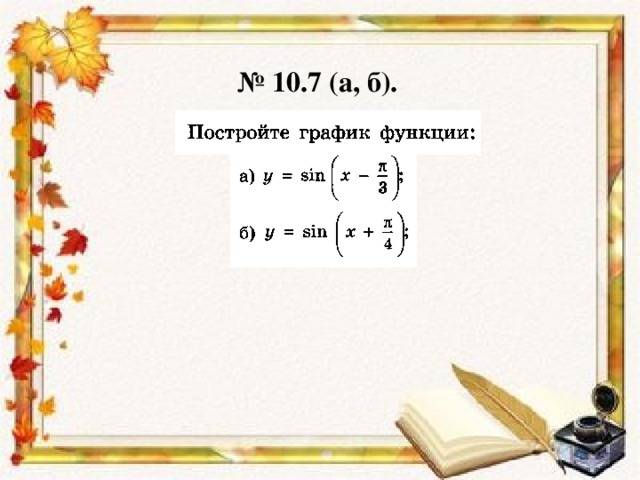 № 10.7 (а, б).
Постройте график функции:
а) y = sin (x − π/3);
б) y = sin (x + π/4);